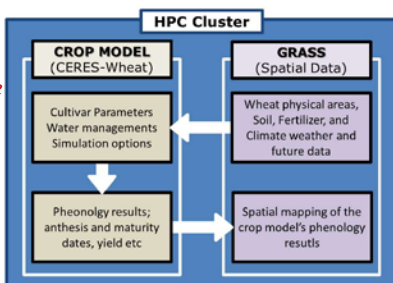 HPC Cluster
CROP MODEL
(CERES-Wheat)
Cultivar Parameters
Water managements
Simulation options
Pheonolgy results;
anthesis and maturity
dates, yield etc
GRASS
(Spatial Data)
Wheat physical areas,
Soil, Fertilizer, and
Climate weather and
future data
Spatial mapping of the
crop model's phenology
resutls